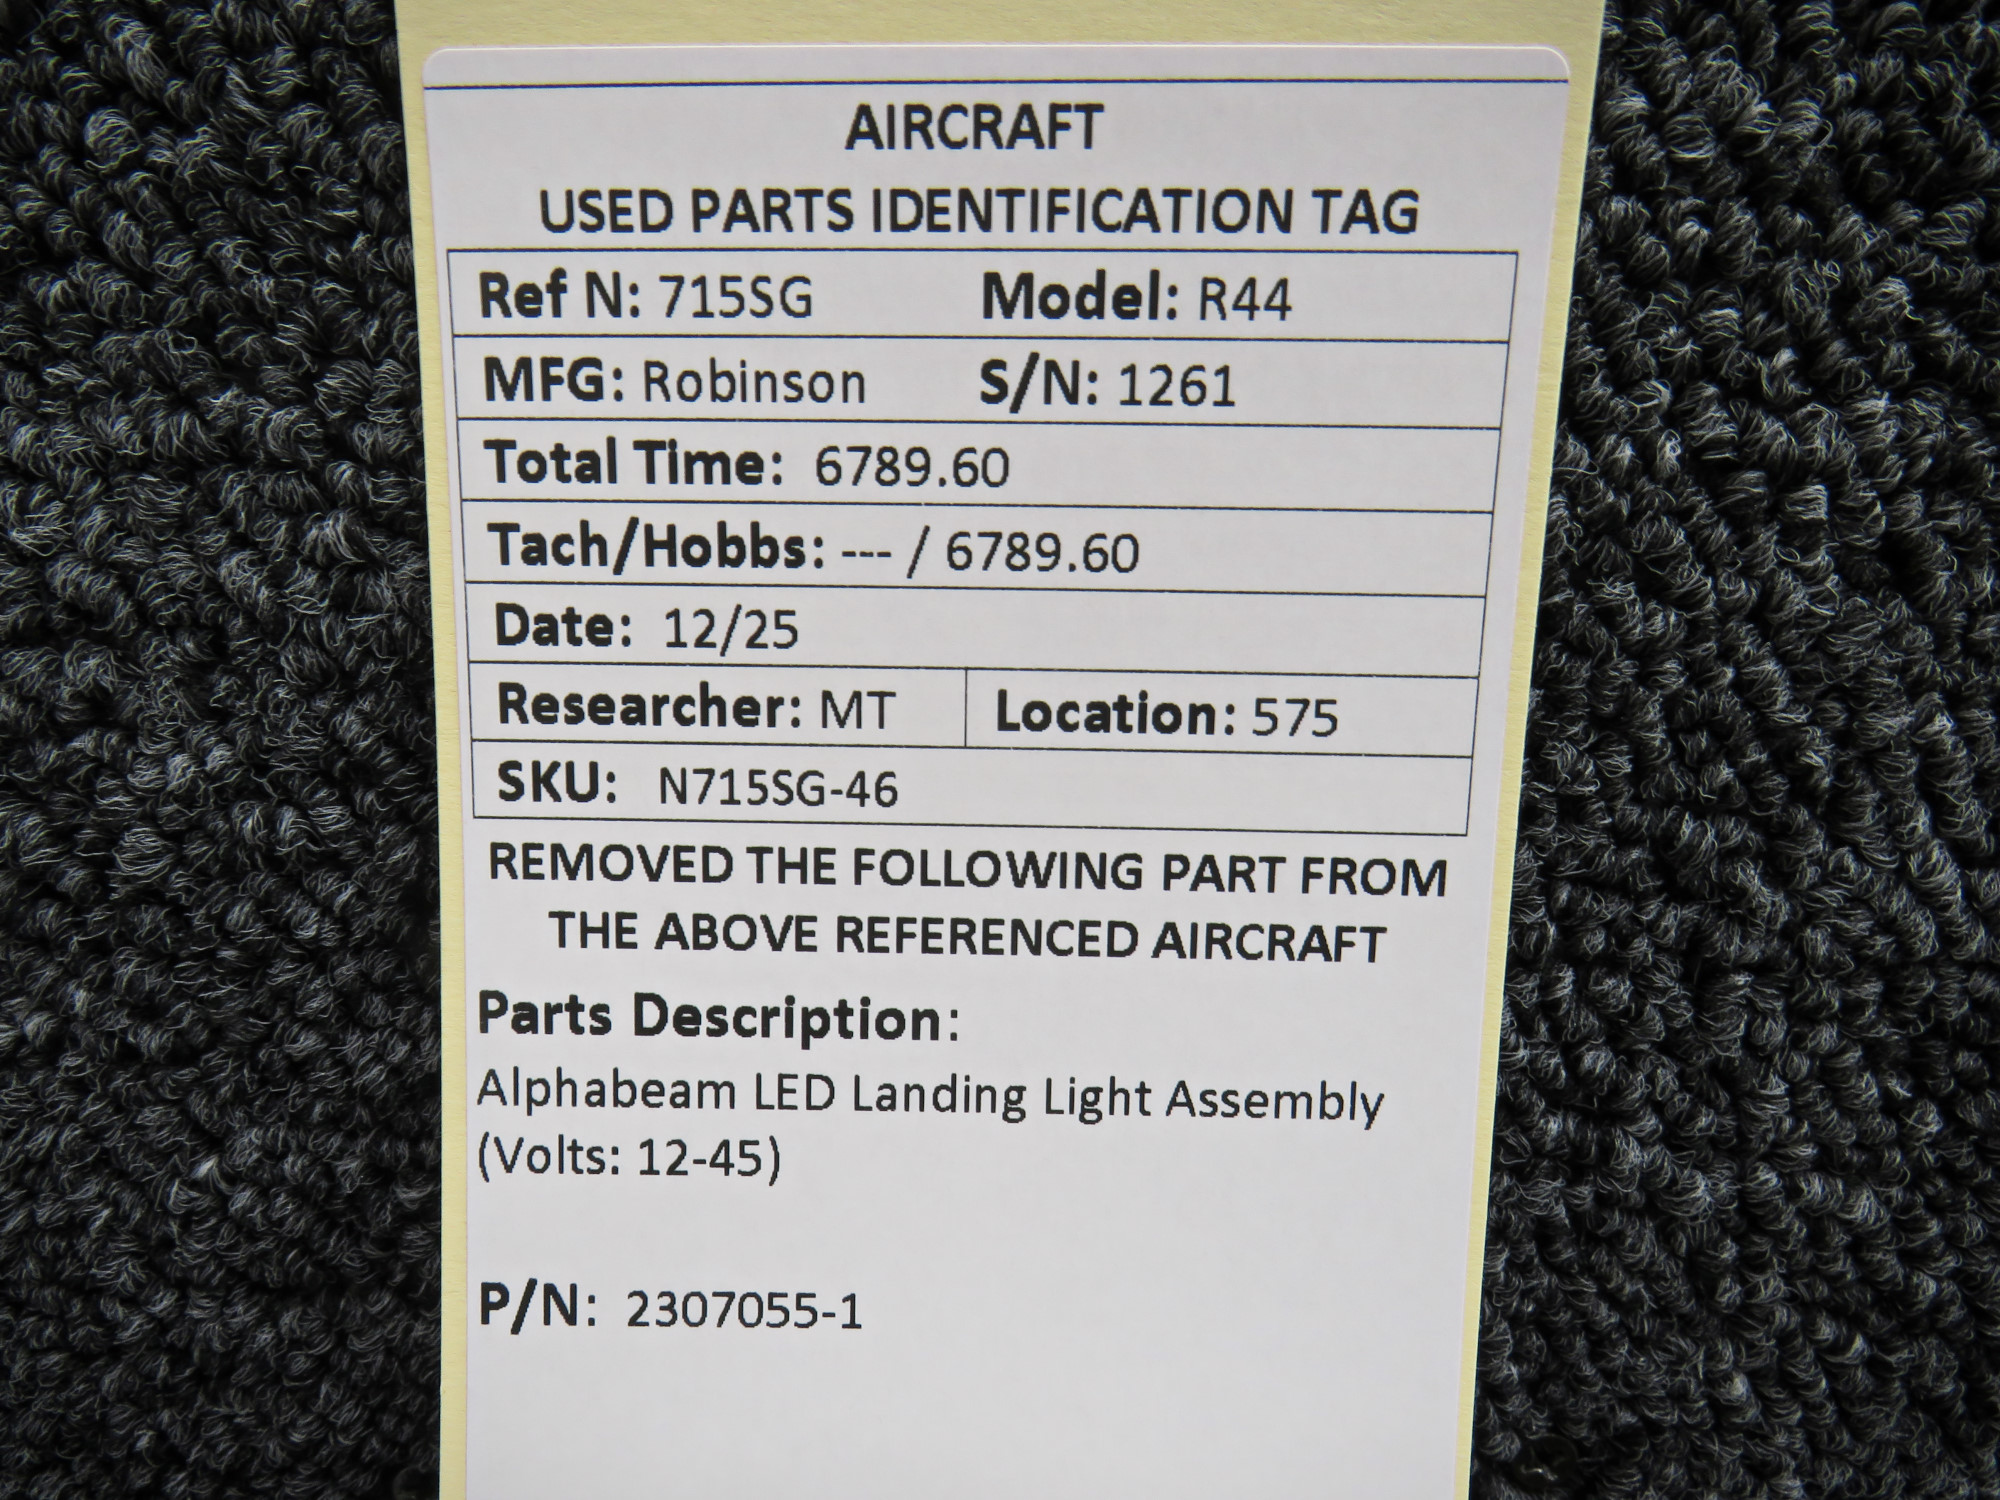 AIRCRAFT
USED PARTS IDENTIFICATION TAG
Ref N: 715SG Model: R44
MFG: Robinson S/N: 1261
Total Time: 6789.60
Tach/Hobbs: --- / 6789.60
Date: 12/25
Researcher: MT Location: 575
SKU: N715SG-46
REMOVED THE FOLLOWING PART FROM
THE ABOVE REFERENCED AIRCRAFT
Parts Description:
Alphabeam LED Landing Light Assembly
(Volts: 12-45)
P/N: 2307055-1